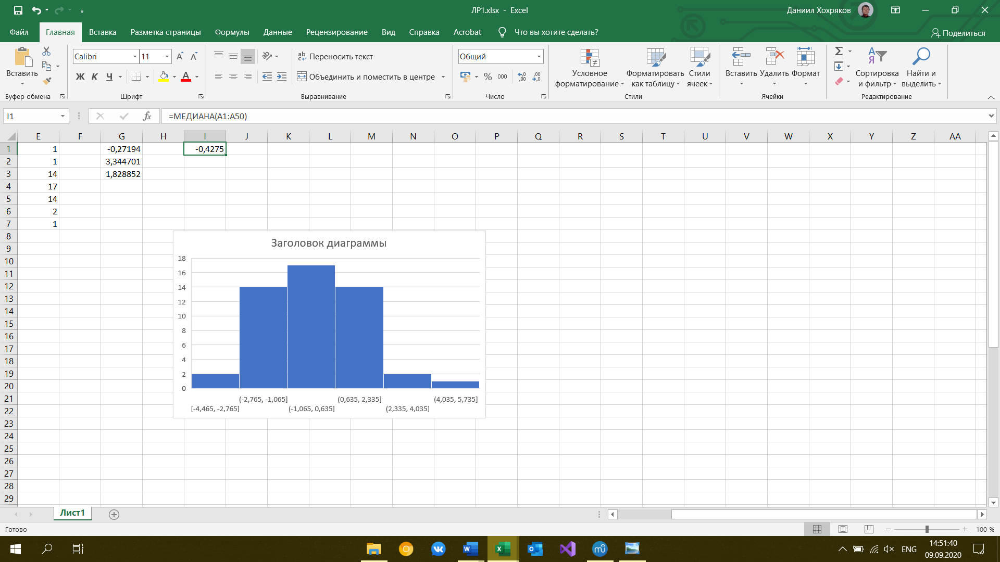 ЛР1.xlsx - Excel
Даниил Хохряков
Файл Главная Вставка Разметка страницы Формулы Данные Рецензирование Вид Справка Acrobat Что вы хотите сделать? Поделиться
Вставить
Буфер обмена
Calibri 11
Ж К Ч А
Шрифт
Переносить текст
Объединить и поместить в центре
Выравнивание
Общий
% 000
Число
Условное форматирование
Форматировать как таблицу
Стили ячеек
Стили
Вставить Удалить Формат
Ячейки
Сортировка и фильтр
Найти и выделить
Редактирование
I1 fx =МЕДИАНА(A1:A50)
E F G H I J K L M N O P Q R S T U V W X Y Z AA
1 1 -0,27194 -0,4275
2 1 3,344701
3 14 1,828852
4 17
5 14
6 2
7 1
8
9
10
11
12
13
14
15
16
17
18
19
20
21
22
23
24
25
26
27
28
29
Заголовок диаграммы
18
16
14
12
10
8
6
4
2
0
(-2,765, -1,065] (0,635, 2,335] (4,035, 5,735]
[-4,465, -2,765] (-1,065, 0,635] (2,335, 4,035]
Лист1
Готово
100 %
ENG
14:51:40
09.09.2020